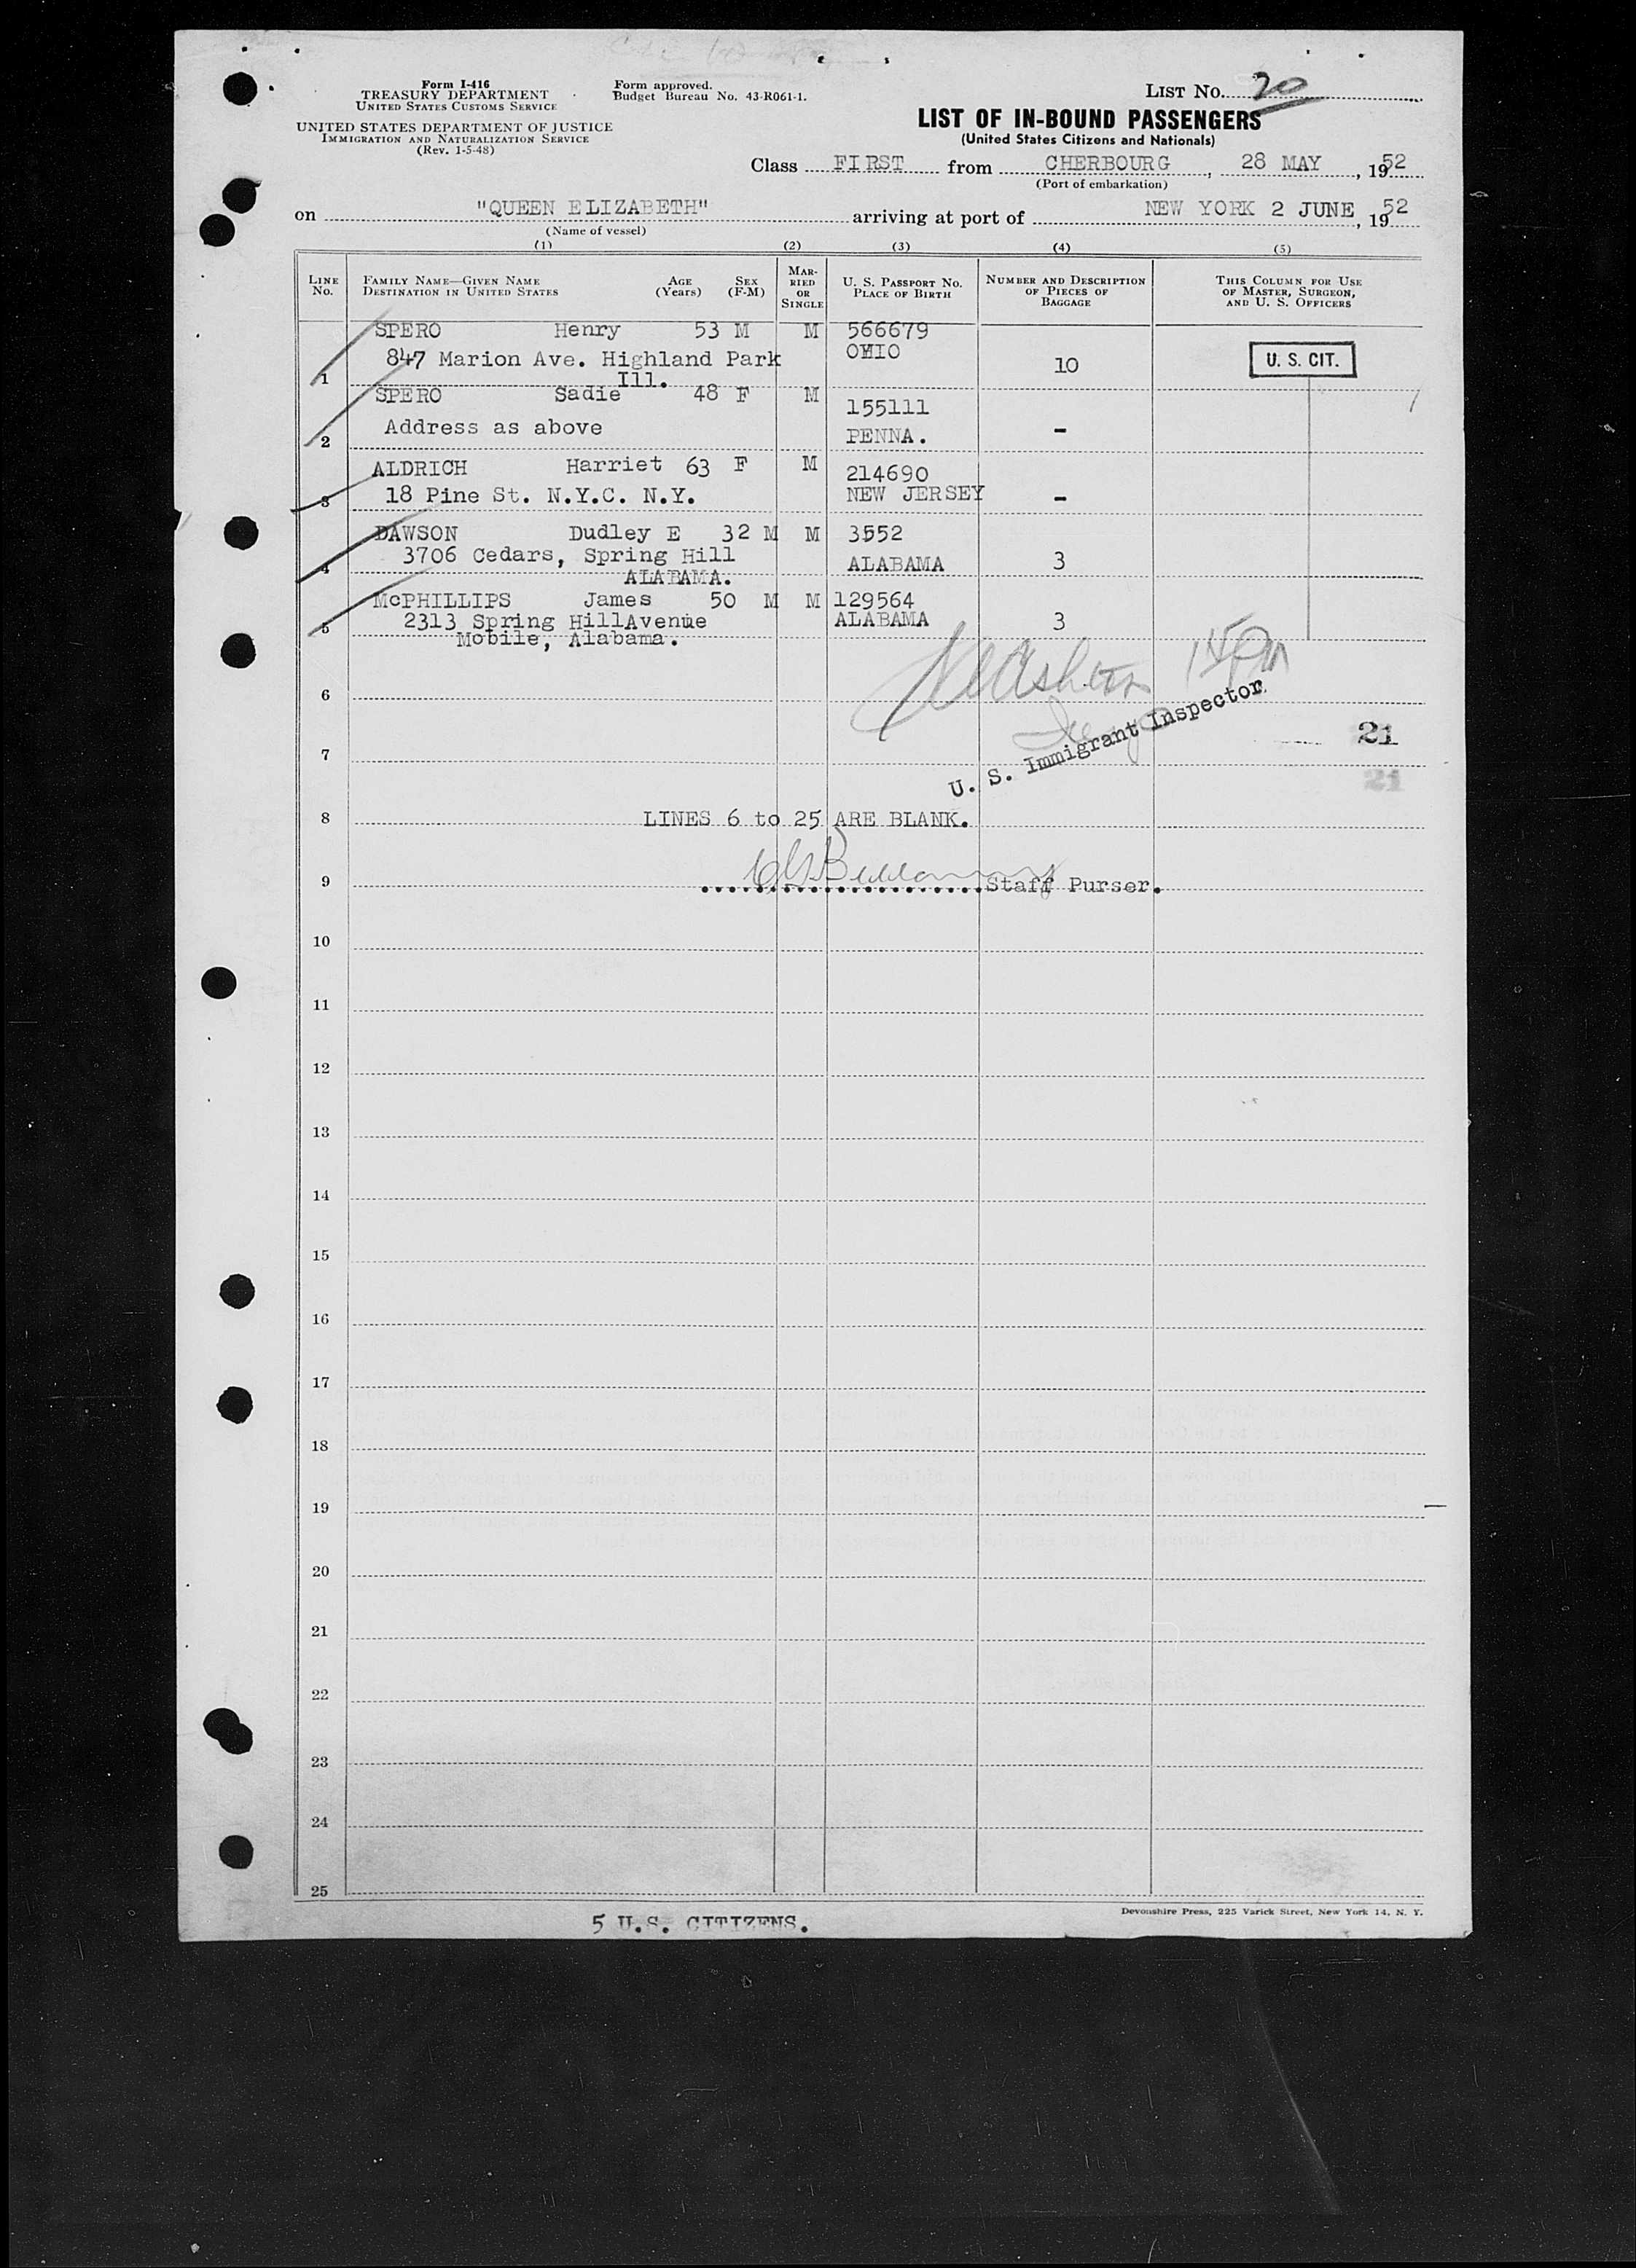 Form I-416
TREASURY DEPARTMENT
UNITED STATES CUSTOMS SERVICE
UNITED STATES DEPARTMENT OF JUSTICE
IMMIGRATION AND NATURALIZATION SERVICE
(Rev. 1-5-48)
Form approved.
Budget Bureau No. 43-R061-1.
LIST No. 20
LIST OF IN-BOUND PASSENGERS
(United States Citizens and Nationals)
Class FIRST from CHERBOURG, 28 MAY, 1952
(Port of embarkation)
on "QUEEN ELIZABETH" arriving at port of NEW YORK 2 JUNE, 1952
(Name of vessel)
(1) (2) (3) (4) (5)
LINE No. FAMILY NAME—GIVEN NAME DESTINATION IN UNITED STATES AGE (Years) SEX (F-M) MARRIED OR SINGLE U. S. PASSPORT NO. PLACE OF BIRTH NUMBER AND DESCRIPTION OF PIECES OF BAGGAGE THIS COLUMN FOR USE OF MASTER, SURGEON, AND U. S. OFFICERS
SPERO Henry 53 M M 566679
847 Marion Ave. Highland Park OHIO 10 U. S. CIT.
1 Ill.
SPERO Sadie 48 F M 155111
2 Address as above PENNA. -
ALDRICH Harriet 63 F M 214690
3 18 Pine St. N.Y.C. N.Y. NEW JERSEY -
DAWSON Dudley E 32 M M 3552
3706 Cedars, Spring Hill ALABAMA 3
4 ALABAMA.
McPHILLIPS James 50 M M 129564
2313 Spring HillAvenue ALABAMA 3
5 Mobile, Alabama.
6
U. S. Immigrant Inspector
21
7
21
8 LINES 6 to 25 ARE BLANK.
9 Staff Purser.
10
11
12
13
14
15
16
17
18
19
20
21
22
23
24
25
5 U.S. CITIZENS.
Devonshire Press, 225 Varick Street, New York 14, N. Y.